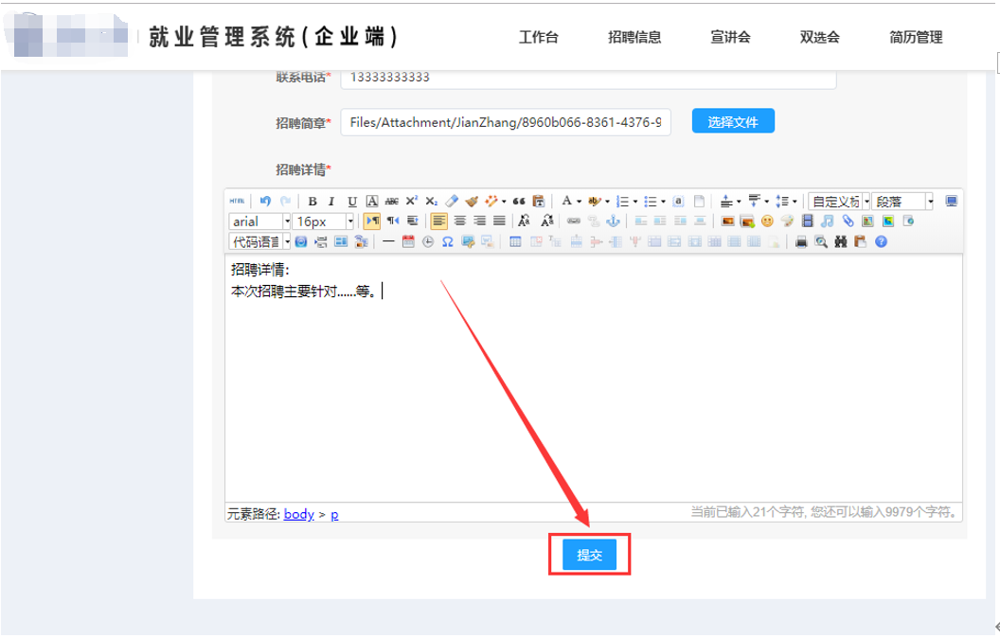 就业管理系统(企业端)
工作台 招聘信息 宣讲会 双选会 简历管理
联系电话* 13333333333
招聘简章* Files/Attachment/JianZhang/8960b066-8361-4376-9 选择文件
招聘详情*
HTML B I U A ABC X² X₂ A ab 自定义标 段落
arial 16px
代码语言
招聘详情：
本次招聘主要针对......等。
元素路径: body > p 当前已输入21个字符, 您还可以输入9979个字符。
提交